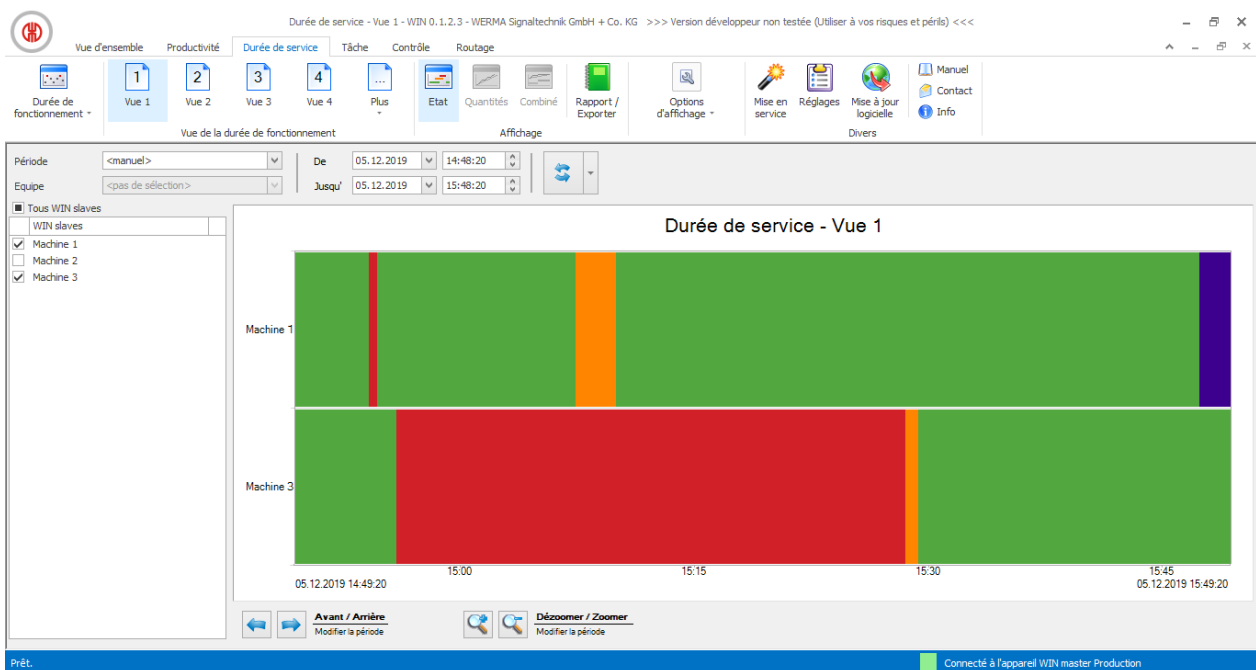 Durée de service - Vue 1 - WIN 0.1.2.3 - WERMA Signaltechnik GmbH + Co. KG >>> Version développeur non testée (Utiliser à vos risques et périls) <<<
Vue d'ensemble Productivité Durée de service Tâche Contrôle Routage
Durée de fonctionnement
1 Vue 1
2 Vue 2
3 Vue 3
4 Vue 4
... Plus
Vue de la durée de fonctionnement
Etat
Quantités
Combiné
Rapport / Exporter
Affichage
Options d'affichage
Mise en service
Réglages
Mise à jour logicielle
Manuel
Contact
Info
Divers
Période <manuel> De 05.12.2019 14:48:20
Equipe <pas de sélection> Jusqu' 05.12.2019 15:48:20
Tous WIN slaves
WIN slaves
Machine 1
Machine 2
Machine 3
Durée de service - Vue 1
Machine 1
Machine 3
15:00 15:15 15:30 15:45
05.12.2019 14:49:20 05.12.2019 15:49:20
Avant / Arrière
Modifier la période
Dézoomer / Zoomer
Modifier la période
Prêt. Connecté à l'appareil WIN master Production